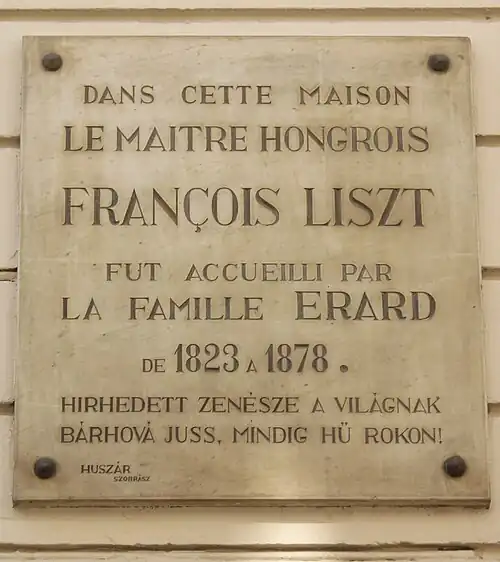 DANS CETTE MAISON
LE MAITRE HONGROIS
FRANÇOIS LISZT
FUT ACCUEILLI PAR
LA FAMILLE ERARD
DE 1823 A 1878.
HIRHEDETT ZENÉSZE A VILÁGNAK
BÁRHOVÁ JUSS, MINDIG HŰ ROKON!
HUSZÁR
SZOBRÁSZ